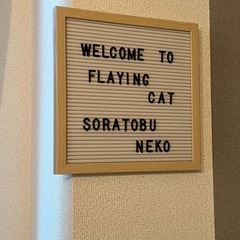 WELCOME TO
FLAYING
CAT
SORATOBU
NEKO